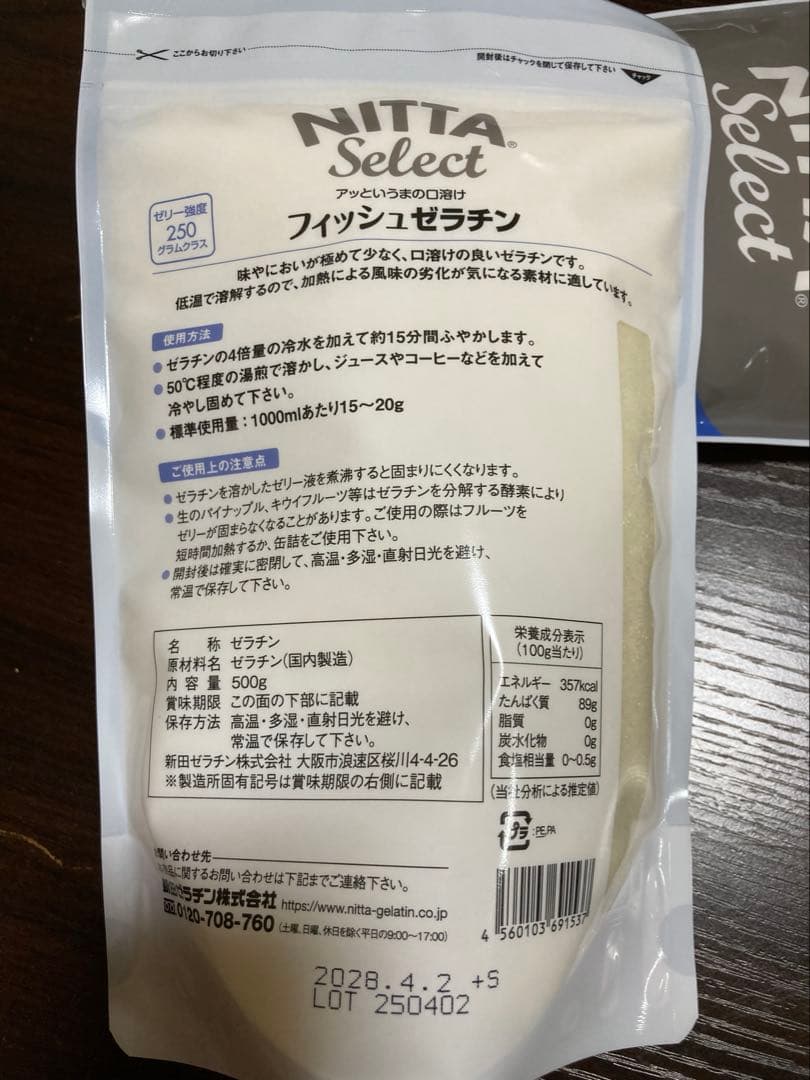 ここからお切り下さい
開封後はチャックを閉じて保存して下さい
チャック
NITTA®
Select
アッというまの口溶け
フィッシュゼラチン
ゼリー強度
250
グラムクラス
味やにおいが極めて少なく、口溶けの良いゼラチンです。
低温で溶解するので、加熱による風味の劣化が気になる素材に適しています。
使用方法
●ゼラチンの4倍量の冷水を加えて約15分間ふやかします。
●50℃程度の湯煎で溶かし、ジュースやコーヒーなどを加えて
冷やし固めて下さい。
●標準使用量：1000mlあたり15～20g
ご使用上の注意点
●ゼラチンを溶かしたゼリー液を煮沸すると固まりにくくなります。
●生のパイナップル、キウイフルーツ等はゼラチンを分解する酵素により
ゼリーが固まらなくなることがあります。ご使用の際はフルーツを
短時間加熱するか、缶詰をご使用下さい。
●開封後は確実に密閉して、高温・多湿・直射日光を避け、
常温で保存して下さい。
名称 ゼラチン
原材料名 ゼラチン(国内製造)
内容量 500g
賞味期限 この面の下部に記載
保存方法 高温・多湿・直射日光を避け、
常温で保存して下さい。
新田ゼラチン株式会社 大阪市浪速区桜川4-4-26
※製造所固有記号は賞味期限の右側に記載
栄養成分表示
(100g当たり)
エネルギー 357kcal
たんぱく質 89g
脂質 0g
炭水化物 0g
食塩相当量 0～0.5g
(当社分析による推定値)
プラ :PE,PA
問い合わせ先
品に関するお問い合わせは下記までご連絡下さい。
ゼラチン株式会社 https://www.nitta-gelatin.co.jp
0120-708-760 (土曜、日曜、休日を除く平日の9:00～17:00)
4 560103 691537
2028.4.2 +S
LOT 250402
Select
®